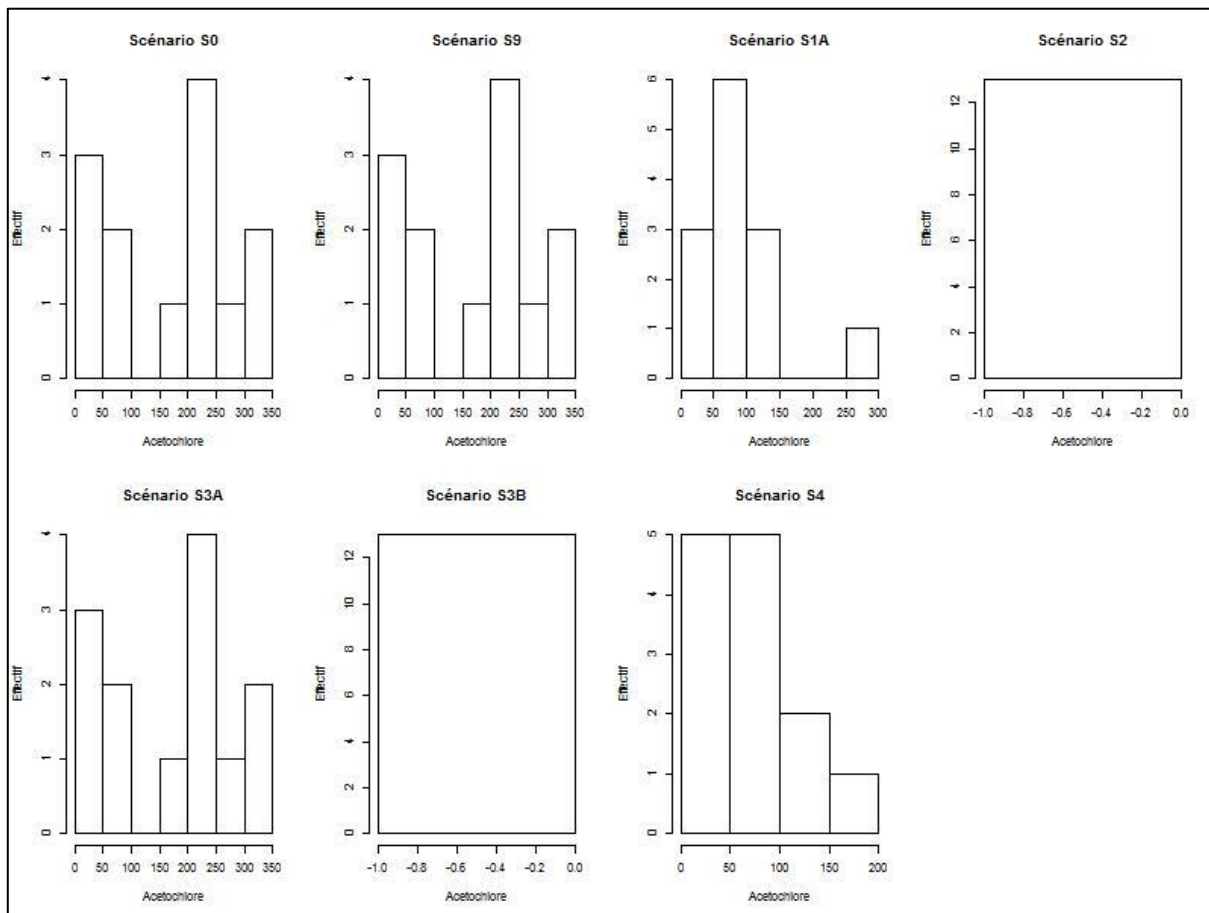 Scénario S0
Effectif
4
3
2
1
0
0 50 100 150 200 250 300 350
Acetochlore
Scénario S9
Effectif
4
3
2
1
0
0 50 100 150 200 250 300 350
Acetochlore
Scénario S1A
Effectif
6
5
4
3
2
1
0
0 50 100 150 200 250 300
Acetochlore
Scénario S2
Effectif
12
10
8
6
4
2
0
-1.0 -0.8 -0.6 -0.4 -0.2 0.0
Acetochlore
Scénario S3A
Effectif
4
3
2
1
0
0 50 100 150 200 250 300 350
Acetochlore
Scénario S3B
Effectif
12
10
8
6
4
2
0
-1.0 -0.8 -0.6 -0.4 -0.2 0.0
Acetochlore
Scénario S4
Effectif
5
4
3
2
1
0
0 50 100 150 200
Acetochlore